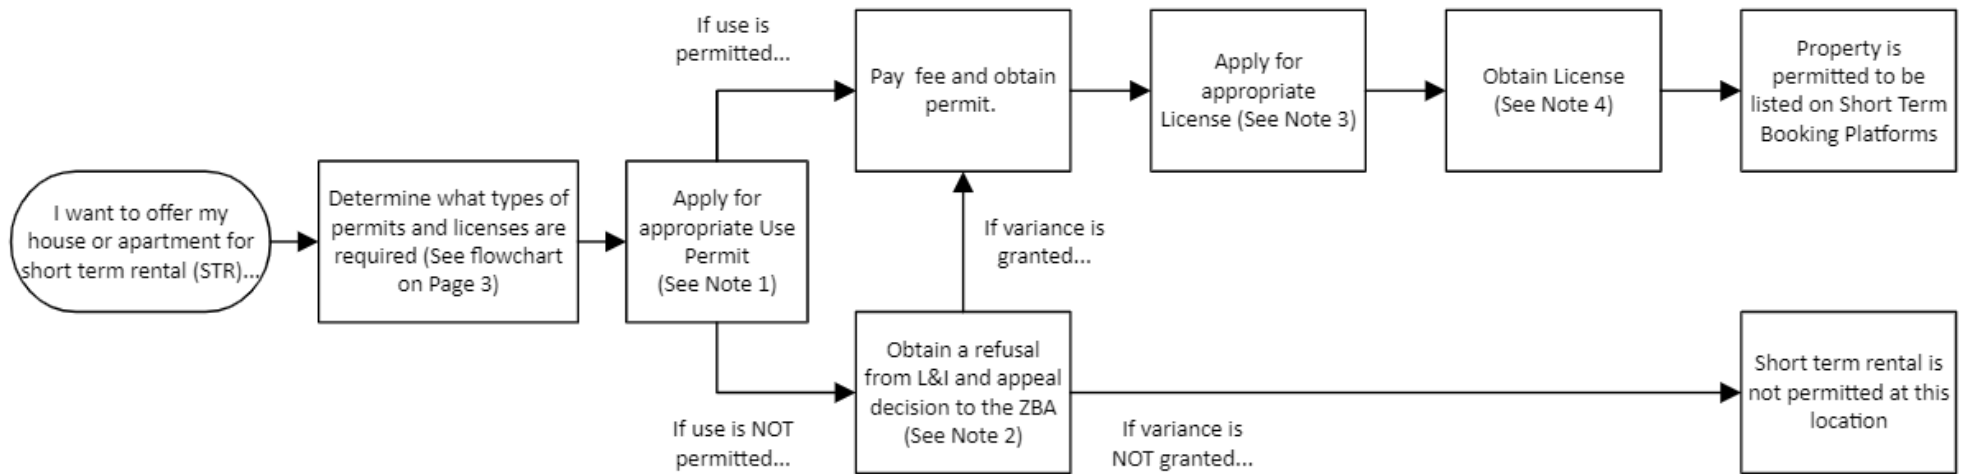 I want to offer my
house or apartment for
short term rental (STR)...
Determine what types of
permits and licenses are
required (See flowchart
on Page 3)
Apply for
appropriate Use
Permit
(See Note 1)
If use is
permitted...
Pay  fee and obtain
permit.
Apply for
appropriate
License (See Note 3)
Obtain License
(See Note 4)
Property is
permitted to be
listed on Short Term
Booking Platforms
If use is NOT
permitted...
Obtain a refusal
from L&I and appeal
decision to the ZBA
(See Note 2)
If variance is
granted...
If variance is
NOT granted...
Short term rental is
not permitted at this
location